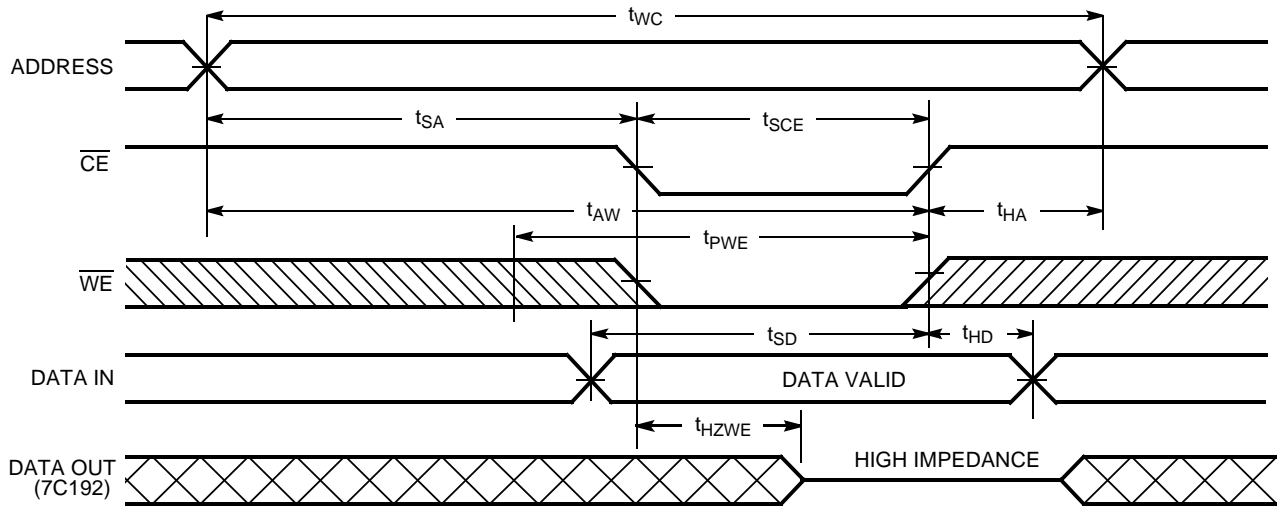 tWC
ADDRESS
tSA
tSCE
CE
tAW
tHA
tPWE
WE
tSD
tHD
DATA IN
DATA VALID
tHZWE
DATA OUT
(7C192)
HIGH IMPEDANCE